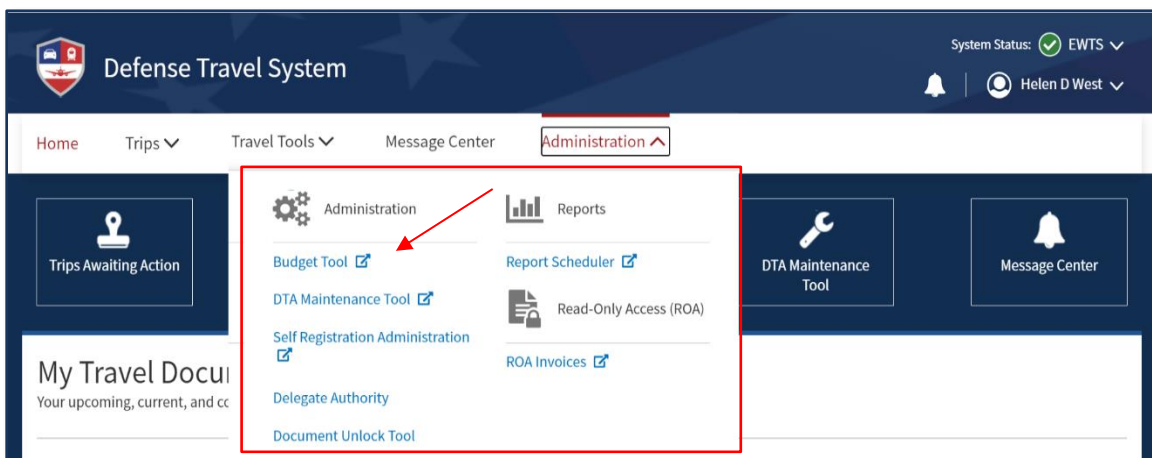 System Status: EWTS
Defense Travel System
Helen D West
Home Trips Travel Tools Message Center Administration
Administration Reports
Trips Awaiting Action
Budget Tool
Report Scheduler
DTA Maintenance
Tool
Message Center
DTA Maintenance Tool
Read-Only Access (ROA)
Self Registration Administration
ROA Invoices
My Travel Docu
Your upcoming, current, and cc
Delegate Authority
Document Unlock Tool